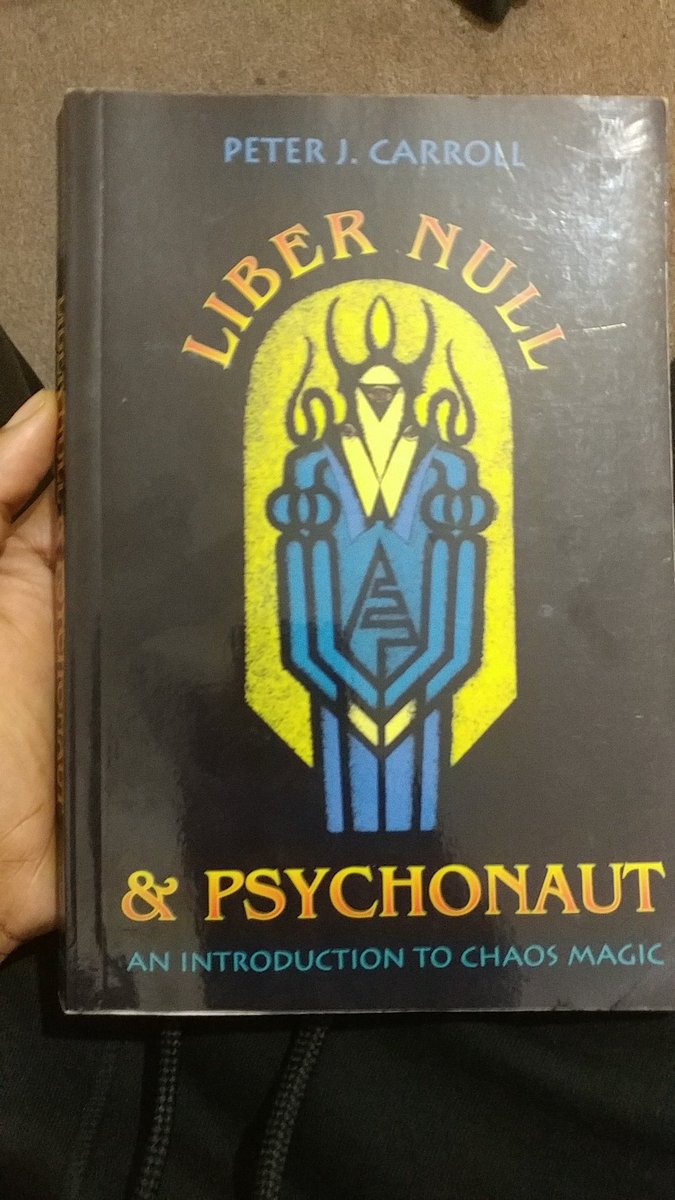 PETER J. CARROLL
LIBER NULL
& PSYCHONAUT
AN INTRODUCTION TO CHAOS MAGIC